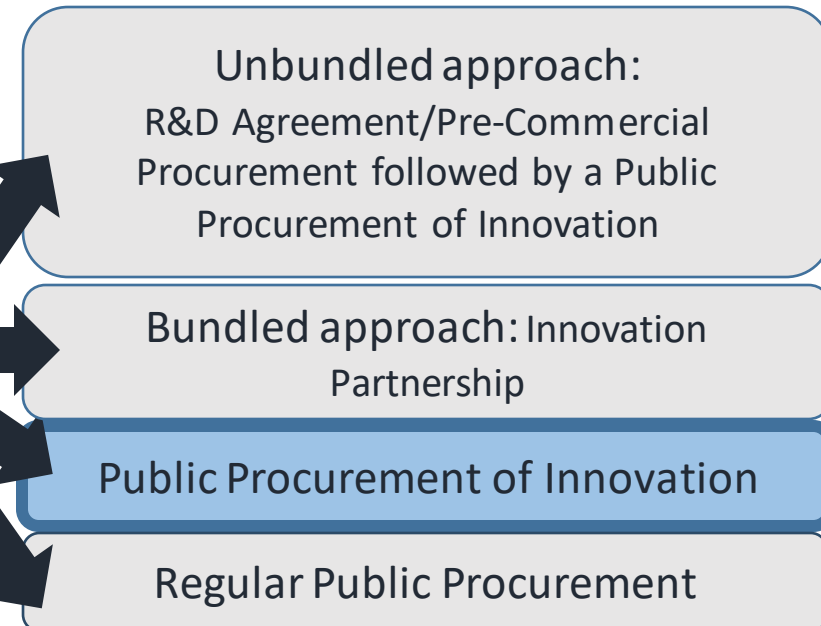 Unbundled approach:
R&D Agreement/Pre-Commercial
Procurement followed by a Public
Procurement of Innovation
Bundled approach: Innovation
Partnership
Public Procurement of Innovation
Regular Public Procurement